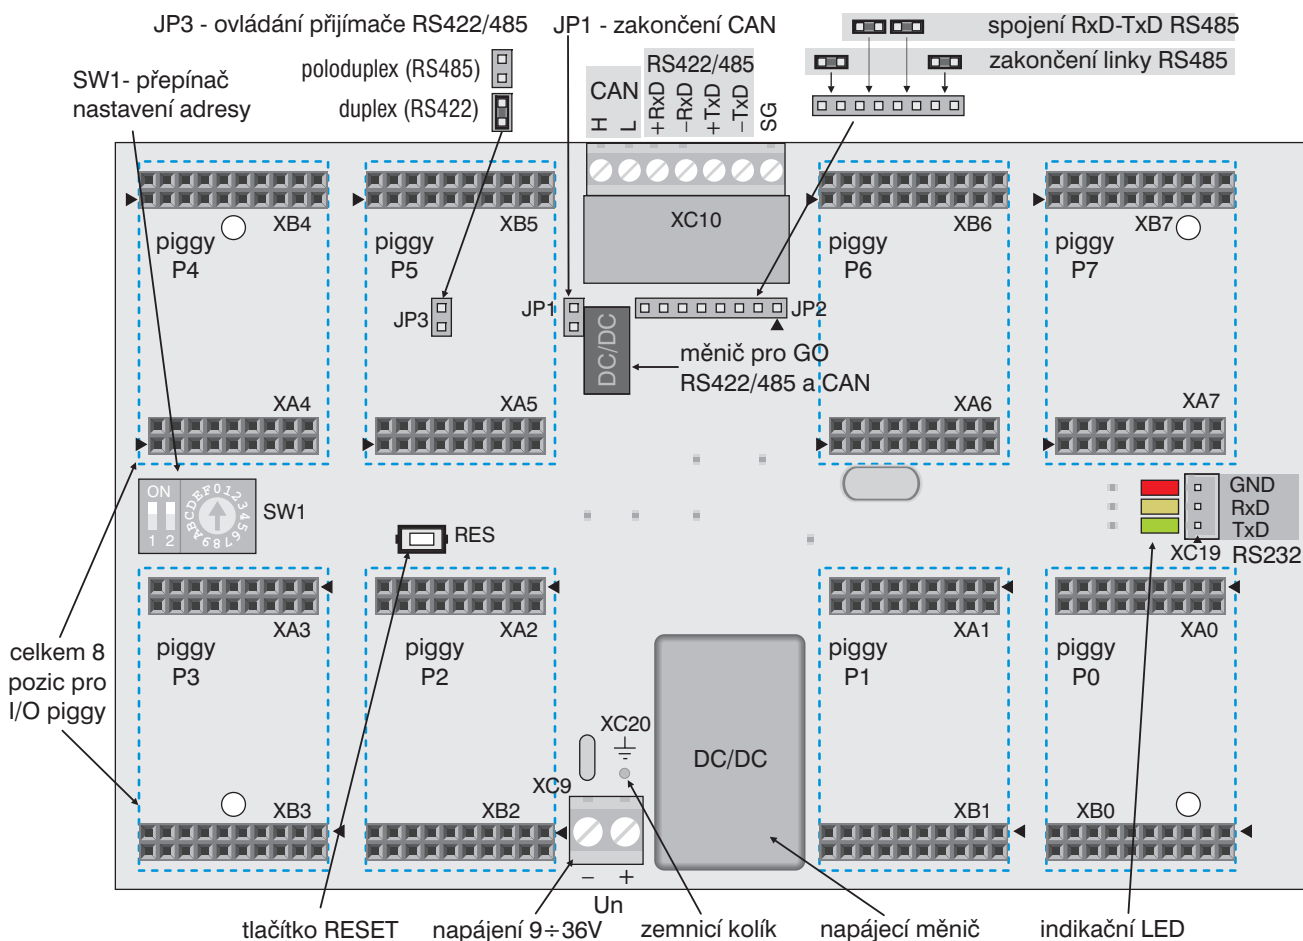 JP3 - ovládání přijímače RS422/485
JP1 - zakončení CAN
spojení RxD-TxD RS485
zakončení linky RS485
SW1- přepínač
nastavení adresy
poloduplex (RS485)
duplex (RS422)
CAN
RS422/485
H
L
+RxD
−RxD
+TxD
−TxD
SG
XC10
XB4
piggy
P4
XB5
piggy
P5
XB6
piggy
P6
XB7
piggy
P7
JP3
JP1
JP2
DC/DC
měnič pro GO
RS422/485 a CAN
XA4
XA5
XA6
XA7
ON
1 2
0123456789ABCDEF
SW1
RES
GND
RxD
TxD
XC19
RS232
XA3
piggy
P3
XA2
piggy
P2
XA1
piggy
P1
XA0
piggy
P0
celkem 8
pozic pro
I/O piggy
XC20
DC/DC
XC9
XB3
XB2
XB1
XB0
− +
Un
tlačítko RESET
napájení 9÷36V
zemnicí kolík
napájecí měnič
indikační LED